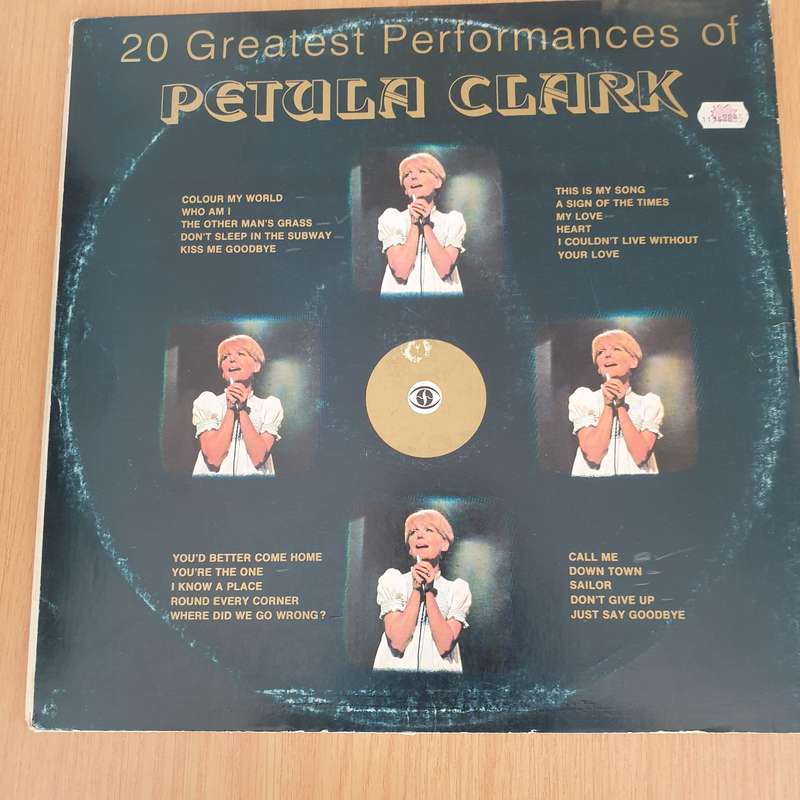 20 Greatest Performances of
PETULA CLARK
COLOUR MY WORLD
WHO AM I
THE OTHER MAN'S GRASS
DON'T SLEEP IN THE SUBWAY
KISS ME GOODBYE
THIS IS MY SONG
A SIGN OF THE TIMES
MY LOVE
HEART
I COULDN'T LIVE WITHOUT
YOUR LOVE
YOU'D BETTER COME HOME
YOU'RE THE ONE
I KNOW A PLACE
ROUND EVERY CORNER
WHERE DID WE GO WRONG?
CALL ME
DOWN TOWN
SAILOR
DON'T GIVE UP
JUST SAY GOODBYE